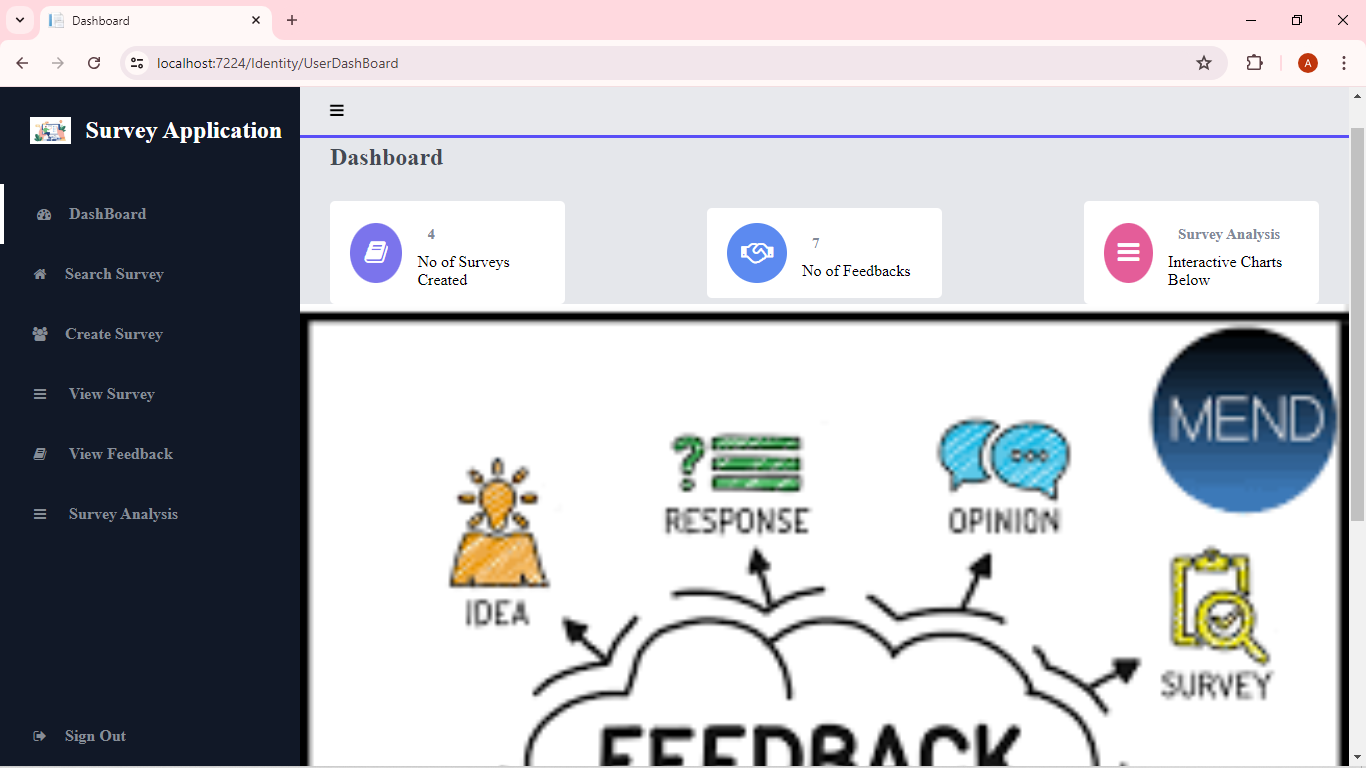 Dashboard
localhost:7224/Identity/UserDashBoard
A
Survey Application
DashBoard
Search Survey
Create Survey
View Survey
View Feedback
Survey Analysis
Sign Out
Dashboard
4
No of Surveys
Created
7
No of Feedbacks
Survey Analysis
Interactive Charts
Below
MEND
RESPONSE
OPINION
IDEA
SURVEY
FEEDBACK